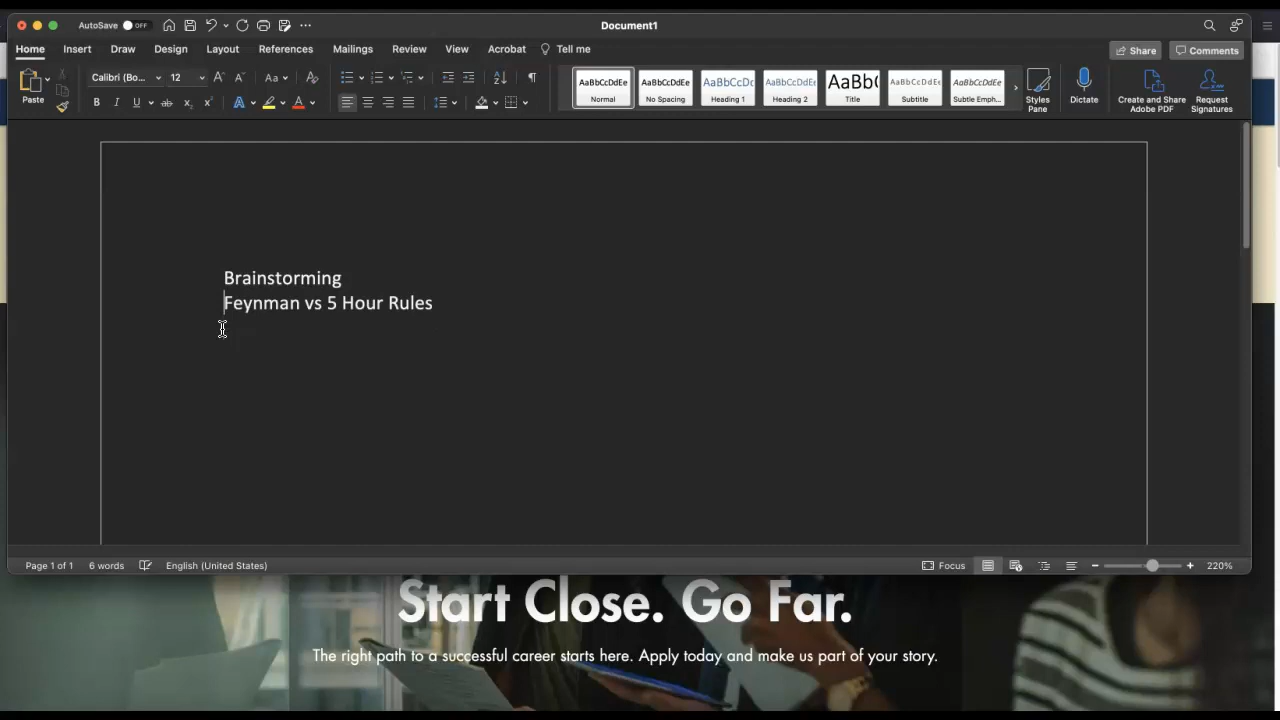 AutoSave OFF
Document1
Home Insert Draw Design Layout References Mailings Review View Acrobat Tell me
Share Comments
Paste
Calibri (Bo... 12
AaBbCcDdEe AaBbCcDdEe AaBbCcDc AaBbCcDdE AaBb( AaBbCcDdE AaBbCcDdEe
Normal No Spacing Heading 1 Heading 2 Title Subtitle Subtle Emph...
Styles Pane
Dictate
Create and Share Adobe PDF
Request Signatures
Brainstorming
Feynman vs 5 Hour Rules
Page 1 of 1 6 words English (United States) Focus 220%
Start Close. Go Far.
The right path to a successful career starts here. Apply today and make us part of your story.